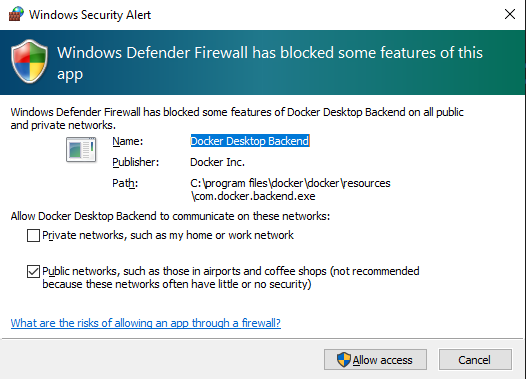 Windows Security Alert
Windows Defender Firewall has blocked some features of this
app
Windows Defender Firewall has blocked some features of Docker Desktop Backend on all public
and private networks.
Name: Docker Desktop Backend
Publisher: Docker Inc.
Path: C:\program files\docker\docker\resources
\com.docker.backend.exe
Allow Docker Desktop Backend to communicate on these networks:
Private networks, such as my home or work network
Public networks, such as those in airports and coffee shops (not recommended
because these networks often have little or no security)
What are the risks of allowing an app through a firewall?
Allow access Cancel